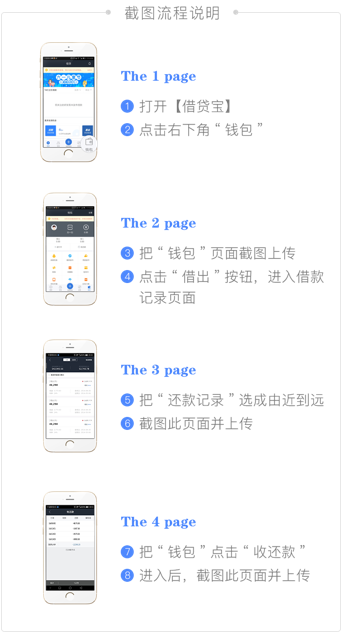 截图流程说明
The 1 page
1 打开【借贷宝】
2 点击右下角“钱包”
The 2 page
3 把“钱包”页面截图上传
4 点击“借出”按钮，进入借款
记录页面
The 3 page
5 把“还款记录”选成由近到远
6 截图此页面并上传
The 4 page
7 把“钱包”点击“收还款”
8 进入后，截图此页面并上传